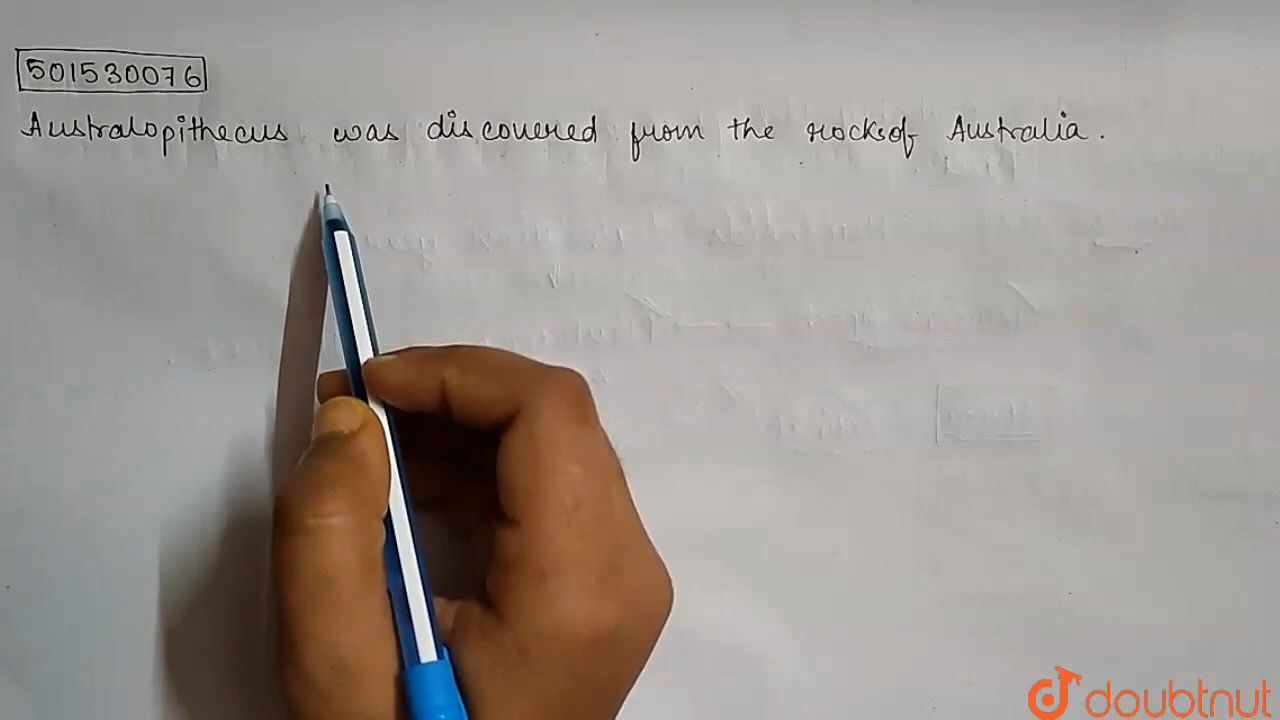 501530076
Australopithecus was discovered from the rocks of Australia.
doubtnut